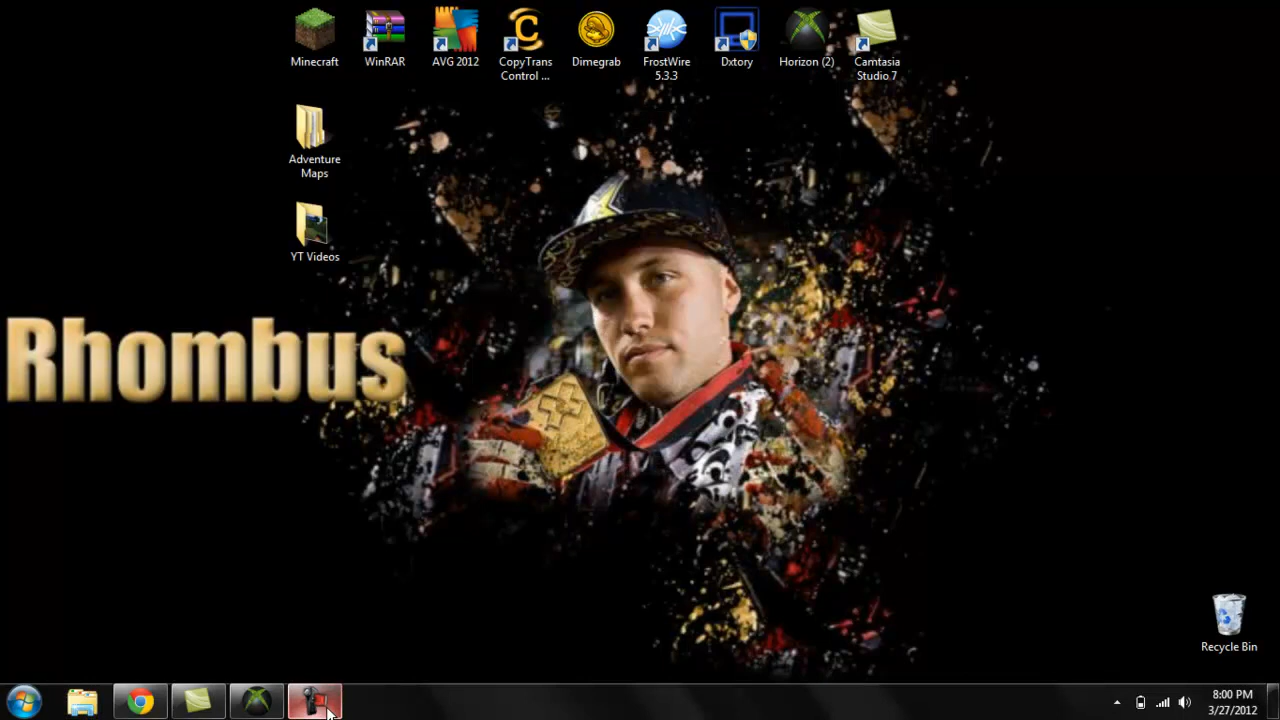 Minecraft
WinRAR
AVG 2012
CopyTrans
Control ...
Dimegrab
FrostWire
5.3.3
Dxtory
Horizon (2)
Camtasia
Studio 7
Adventure
Maps
YT Videos
Rhombus
Recycle Bin
8:00 PM
3/27/2012